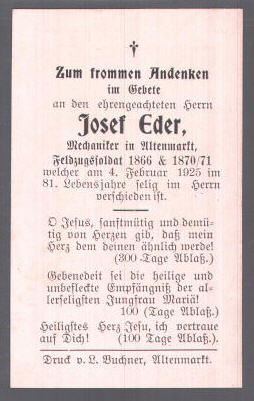 †
Zum frommen Andenken
im Gebete
an den ehrengeachteten Herrn
Josef Eder,
Mechaniker in Altenmarkt,
Feldzugsoldat 1866 & 1870/71
welcher am 4. Februar 1925 im
81. Lebensjahre selig im Herrn
verschieden ist.
O Jesus, sanftmütig und demü-
tig von Herzen gib, daß mein
Herz dem deinen ähnlich werde!
(300 Tage Ablaß.)
Gebenedeit sei die heilige und
unbefleckte Empfängniß der al-
lerseligsten Jungfrau Mariä!
100 (Tage Ablaß.)
Heiligstes Herz Jesu, ich vertraue
auf Dich! (100 Tage Ablaß.)
Druck v. L. Buchner, Altenmarkt.